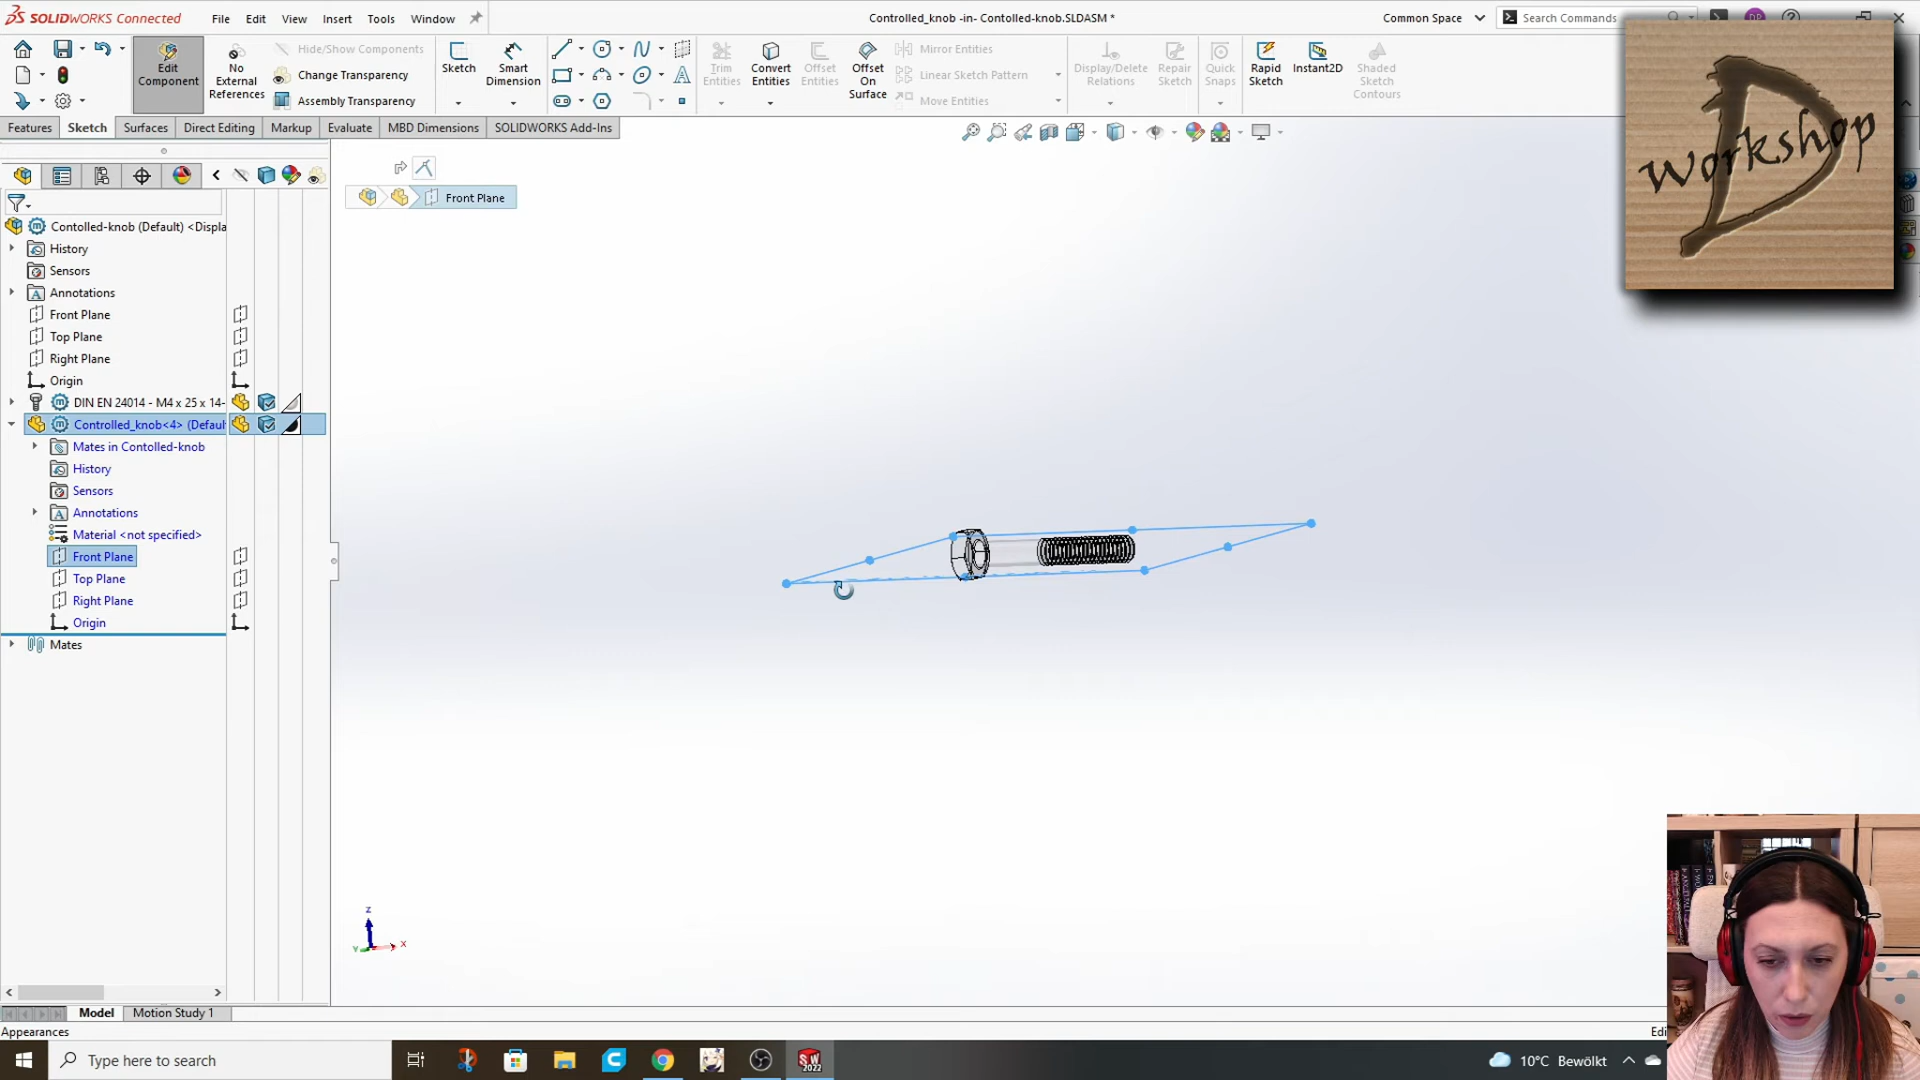 SOLIDWORKS Connected
File Edit View Insert Tools Window
Controlled_knob -in- Contolled-knob.SLDASM *
Common Space
Search Commands
Edit Component
No External References
Hide/Show Components
Change Transparency
Assembly Transparency
Sketch
Smart Dimension
Trim Entities
Convert Entities
Offset Entities
Offset On Surface
Mirror Entities
Linear Sketch Pattern
Move Entities
Display/Delete Relations
Repair Sketch
Quick Snaps
Rapid Sketch
Instant2D
Shaded Sketch Contours
Features Sketch Surfaces Direct Editing Markup Evaluate MBD Dimensions SOLIDWORKS Add-Ins
D
Workshop
Front Plane
Contolled-knob (Default) <Displa
History
Sensors
Annotations
Front Plane
Top Plane
Right Plane
Origin
DIN EN 24014 - M4 x 25 x 14-
Controlled_knob<4> (Defaul
Mates in Contolled-knob
History
Sensors
Annotations
Material <not specified>
Front Plane
Top Plane
Right Plane
Origin
Mates
Z
Y
X
Model Motion Study 1
Appearances
Edi
Type here to search
SW
2022
10°C Bewölkt